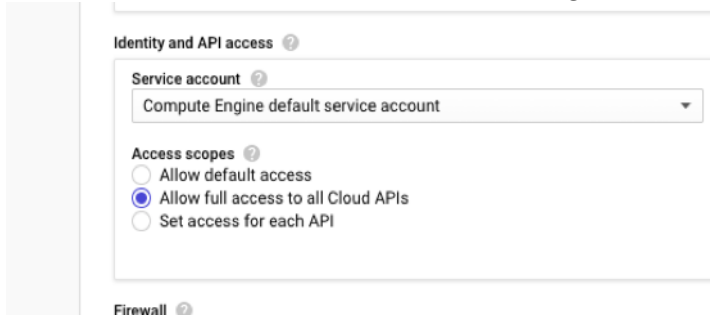 Identity and API access
Service account
Compute Engine default service account
Access scopes
Allow default access
Allow full access to all Cloud APIs
Set access for each API
Firewall